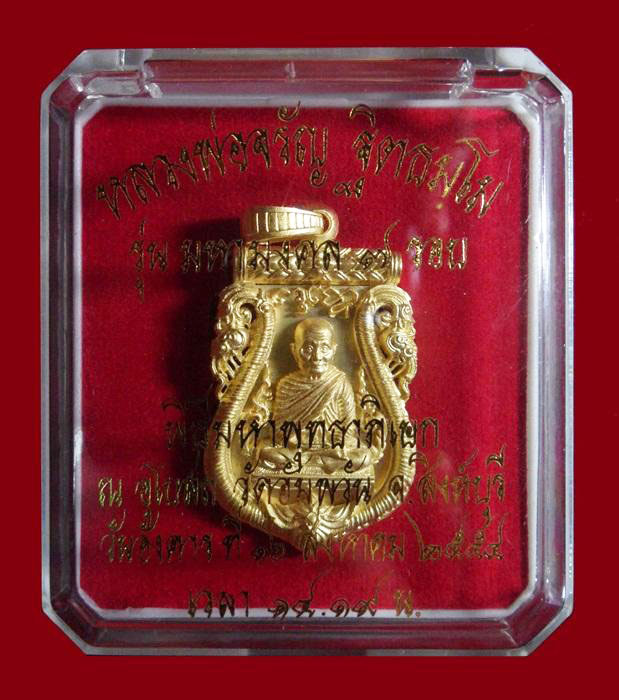 หลวงพ่อจรัญ ฐิตธมฺโม
รุ่น มหามงคล ๗ รอบ
พิธีมหาพุทธาภิเษก
ณ อุโบสถ วัดอัมพวัน จ.สิงห์บุรี
วันอังคาร ที่ ๑๖ สิงหาคม ๒๕๕๔
เวลา ๑๔.๑๙ น.